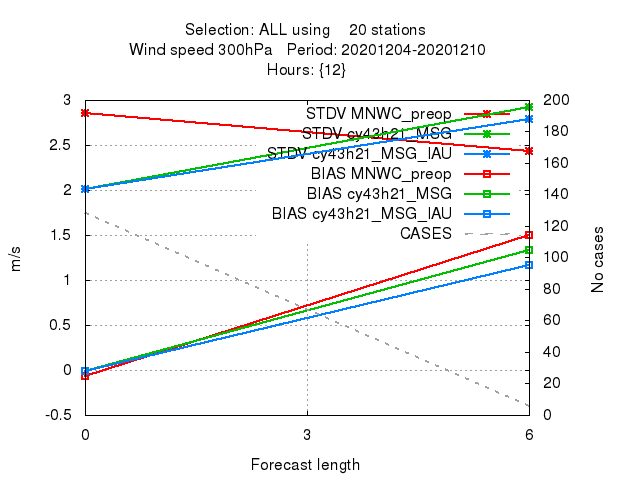 Selection: ALL using 20 stations
Wind speed 300hPa Period: 20201204-20201210
Hours: {12}
3 200
STDV MNWC_preop
180
2.5 STDV cy43h21_MSG
STDV cy43h21_MSG_IAU 160
BIAS MNWC_preop
2 BIAS cy43h21_MSG 140
BIAS cy43h21_MSG_IAU
1.5 CASES 120
m/s
No cases
1 100
80
0.5 60
40
0 20
-0.5 0
0 3 6
Forecast length